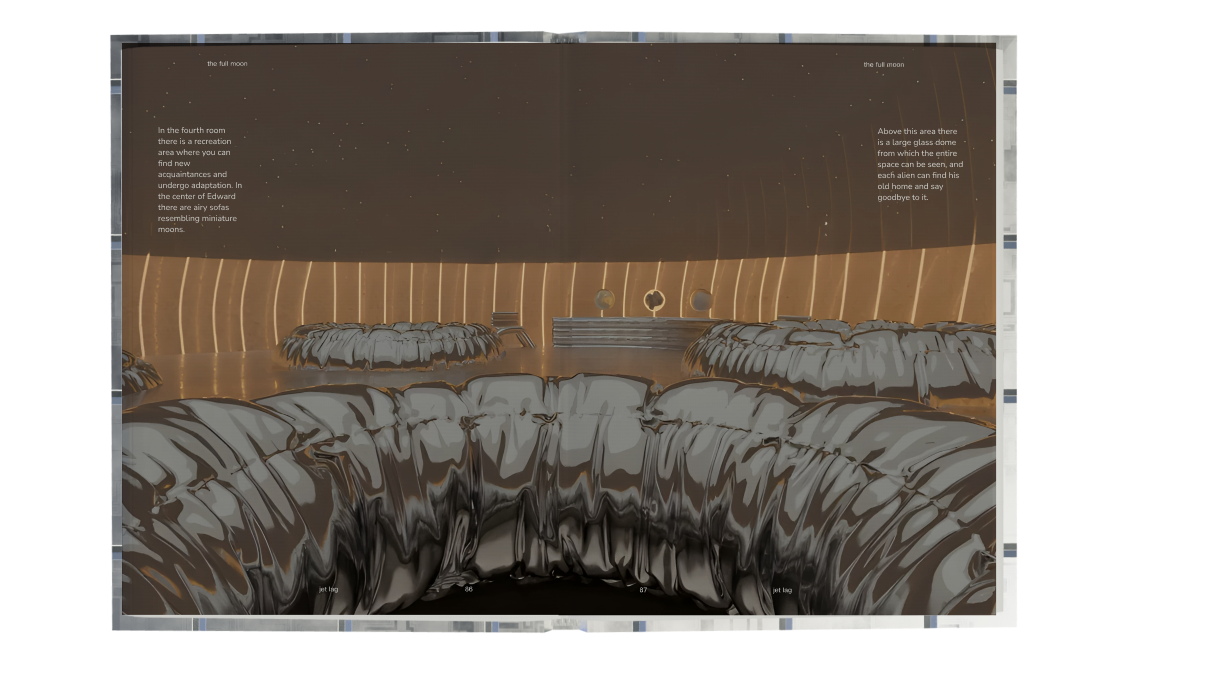 the full moon
the full moon
In the fourth room
there is a recreation
area where you can
find new
acquaintances and
undergo adaptation. In
the center of Edward
there are airy sofas
resembling miniature
moons.
Above this area there
is a large glass dome
from which the entire
space can be seen, and
each alien can find his
old home and say
goodbye to it.
jet lag
86
87
jet lag